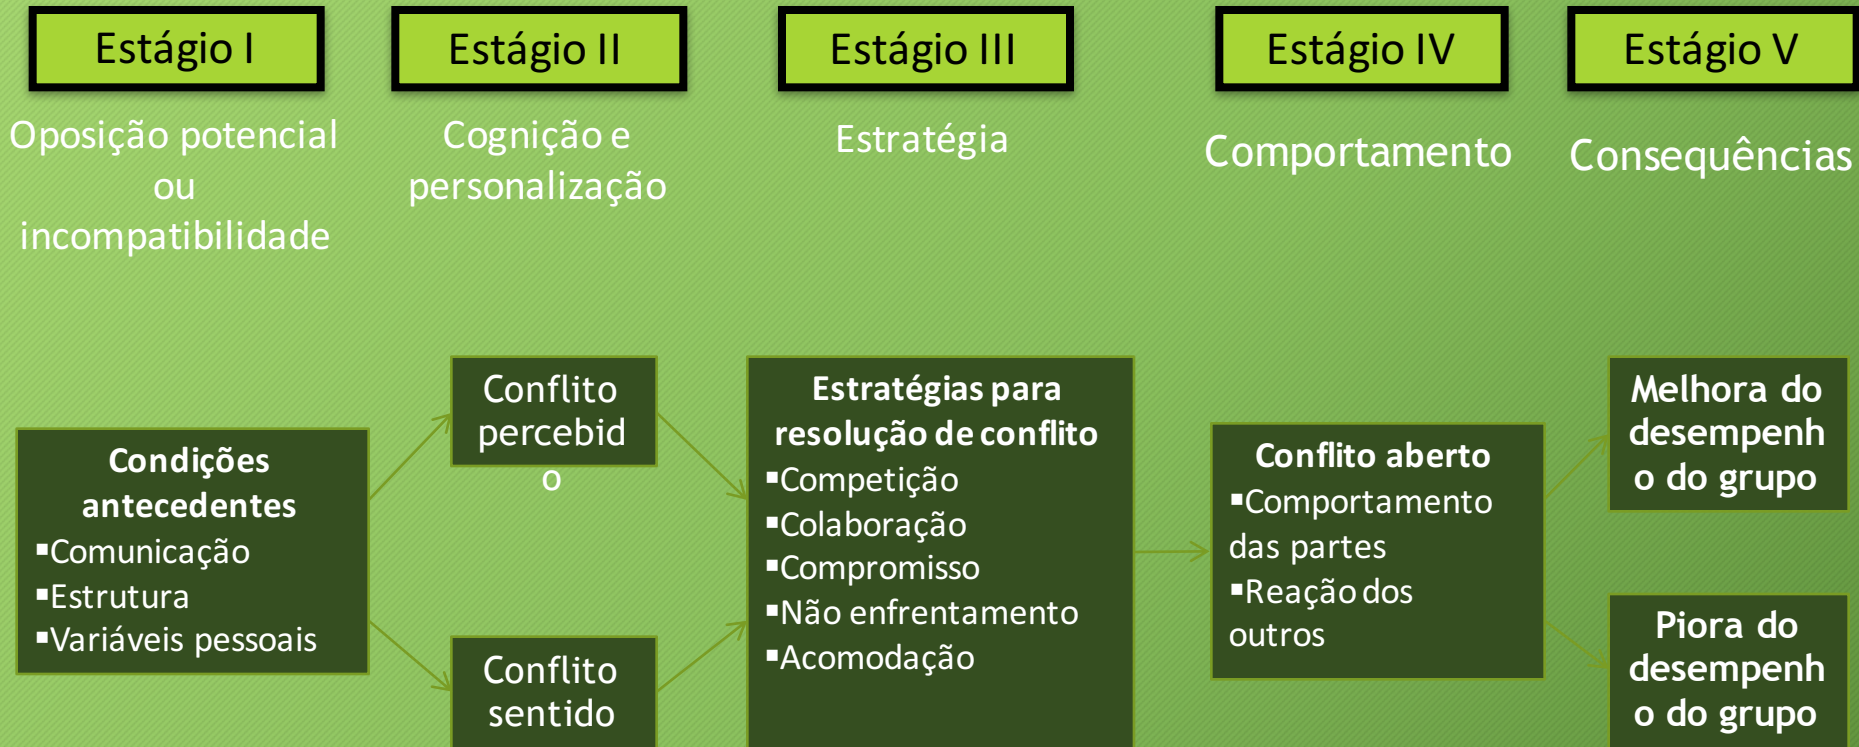 Estágio I
Estágio II
Estágio III
Estágio IV
Estágio V
Oposição potencial
ou
incompatibilidade
Cognição e
personalização
Estratégia
Comportamento
Consequências
Condições
antecedentes
▪Comunicação
▪Estrutura
▪Variáveis pessoais
Conflito
percebid
o
Conflito
sentido
Estratégias para
resolução de conflito
▪Competição
▪Colaboração
▪Compromisso
▪Não enfrentamento
▪Acomodação
Conflito aberto
▪Comportamento
das partes
▪Reação dos
outros
Melhora do
desempenh
o do grupo
Piora do
desempenh
o do grupo